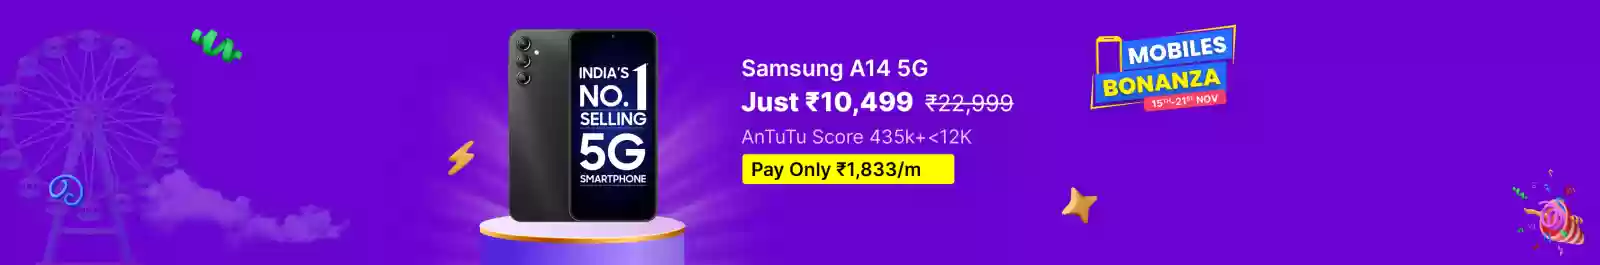 INDIA'S
NO.1
SELLING
5G
SMARTPHONE
Samsung A14 5G
Just ₹10,499 ₹22,999
AnTuTu Score 435k+<12K
Pay Only ₹1,833/m
MOBILES
BONANZA
15TH-21ST NOV